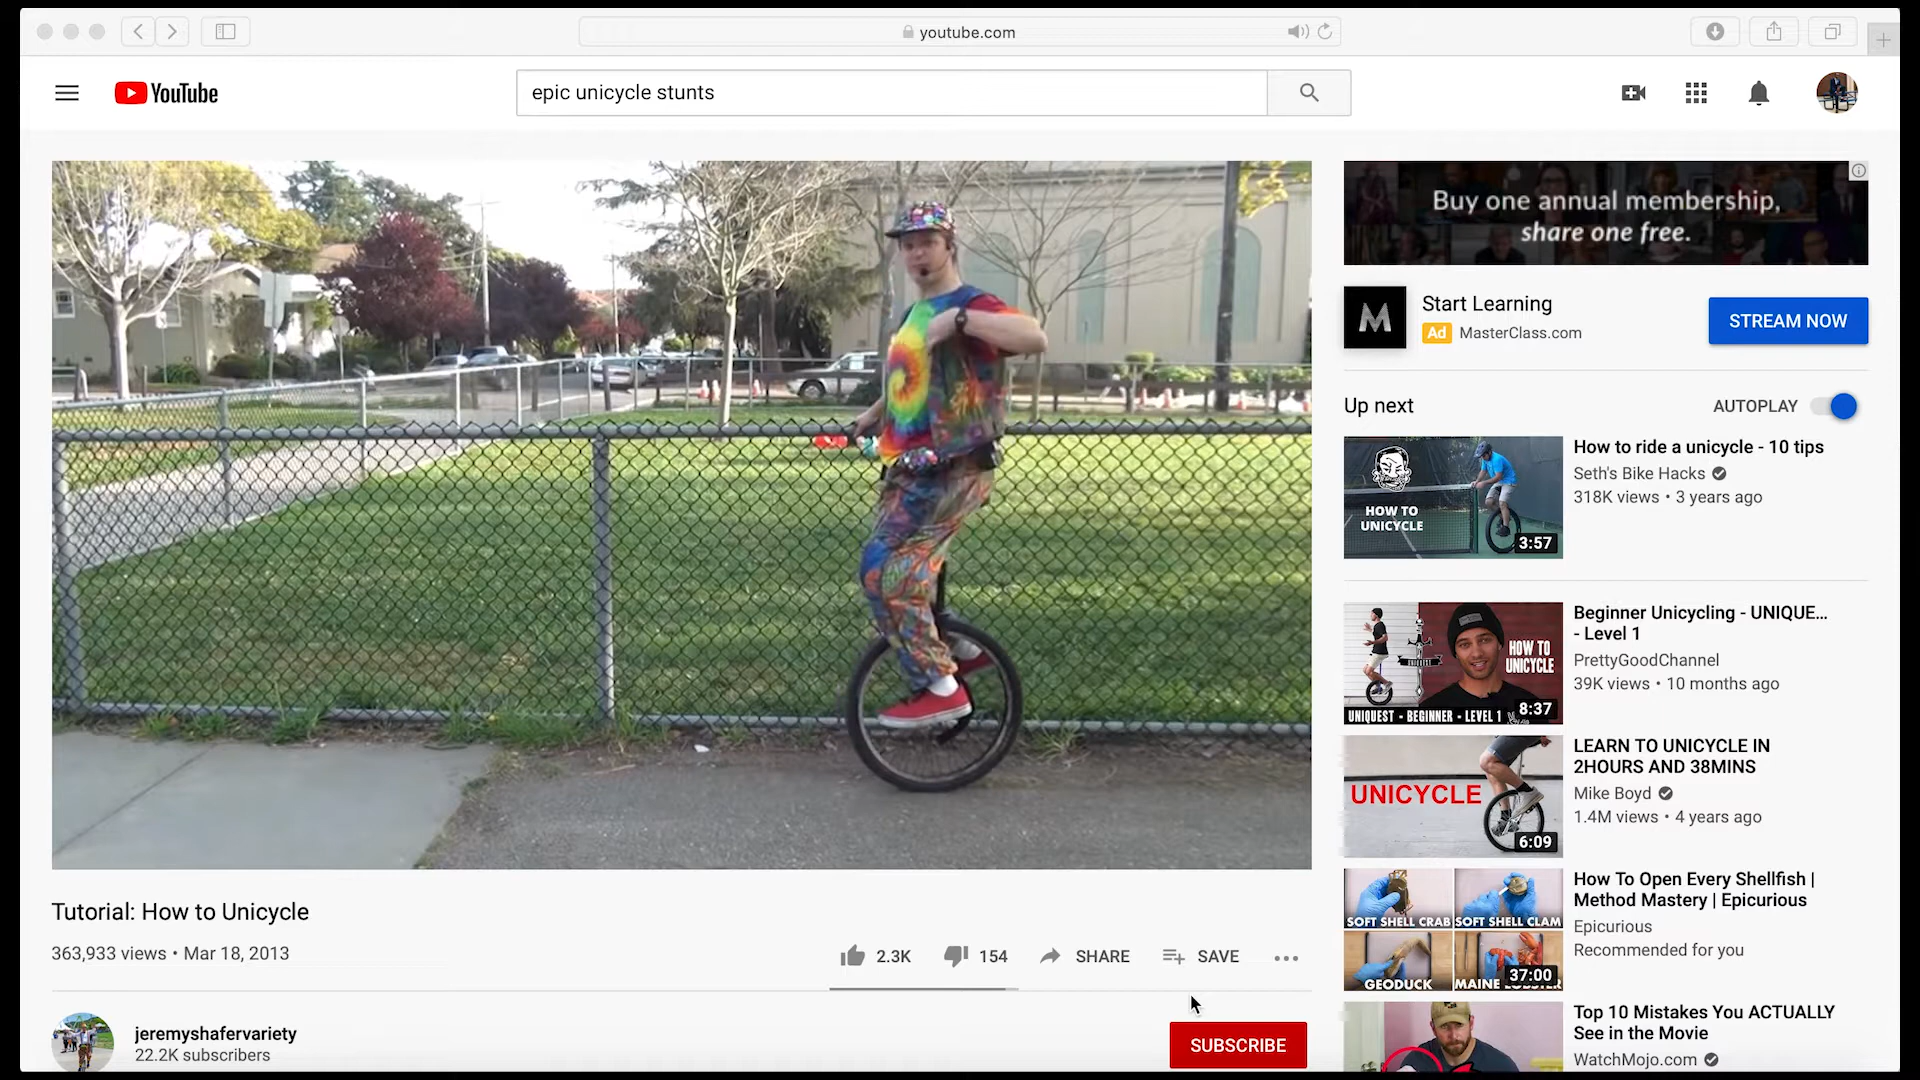 youtube.com
YouTube
epic unicycle stunts
Buy one annual membership,
share one free.
M
Start Learning
Ad MasterClass.com
STREAM NOW
Up next
AUTOPLAY
HOW TO
UNICYCLE
3:57
How to ride a unicycle - 10 tips
Seth's Bike Hacks
318K views • 3 years ago
HOW TO
UNICYCLE
UNIQUEST
UNIQUEST - BEGINNER - LEVEL 1
8:37
Beginner Unicycling - UNIQUE...
- Level 1
PrettyGoodChannel
39K views • 10 months ago
UNICYCLE
6:09
LEARN TO UNICYCLE IN
2HOURS AND 38MINS
Mike Boyd
1.4M views • 4 years ago
SOFT SHELL CRAB SOFT SHELL CLAM
GEODUCK MAINE LOBSTER
37:00
How To Open Every Shellfish |
Method Mastery | Epicurious
Epicurious
Recommended for you
Top 10 Mistakes You ACTUALLY
See in the Movie
WatchMojo.com
Tutorial: How to Unicycle
363,933 views • Mar 18, 2013
2.3K 154 SHARE SAVE
jeremyshafervariety
22.2K subscribers
SUBSCRIBE